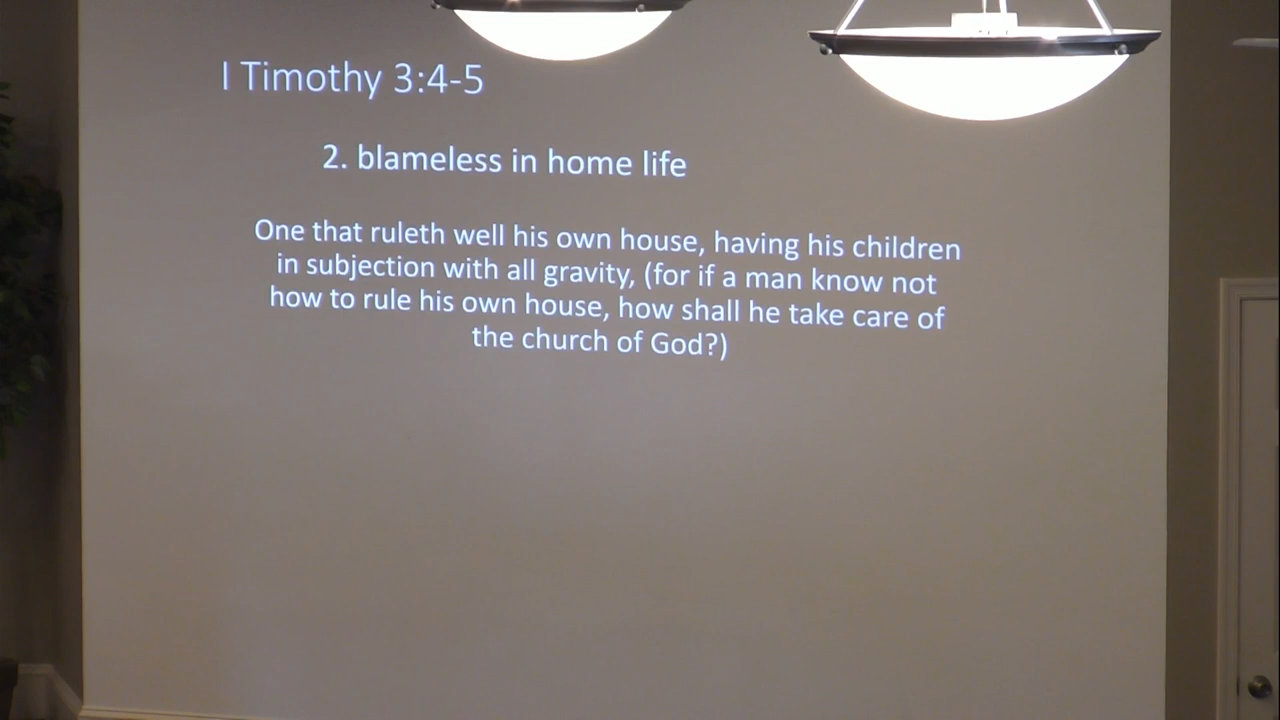 I Timothy 3:4-5
2. blameless in home life
One that ruleth well his own house, having his children
in subjection with all gravity, (for if a man know not
how to rule his own house, how shall he take care of
the church of God?)